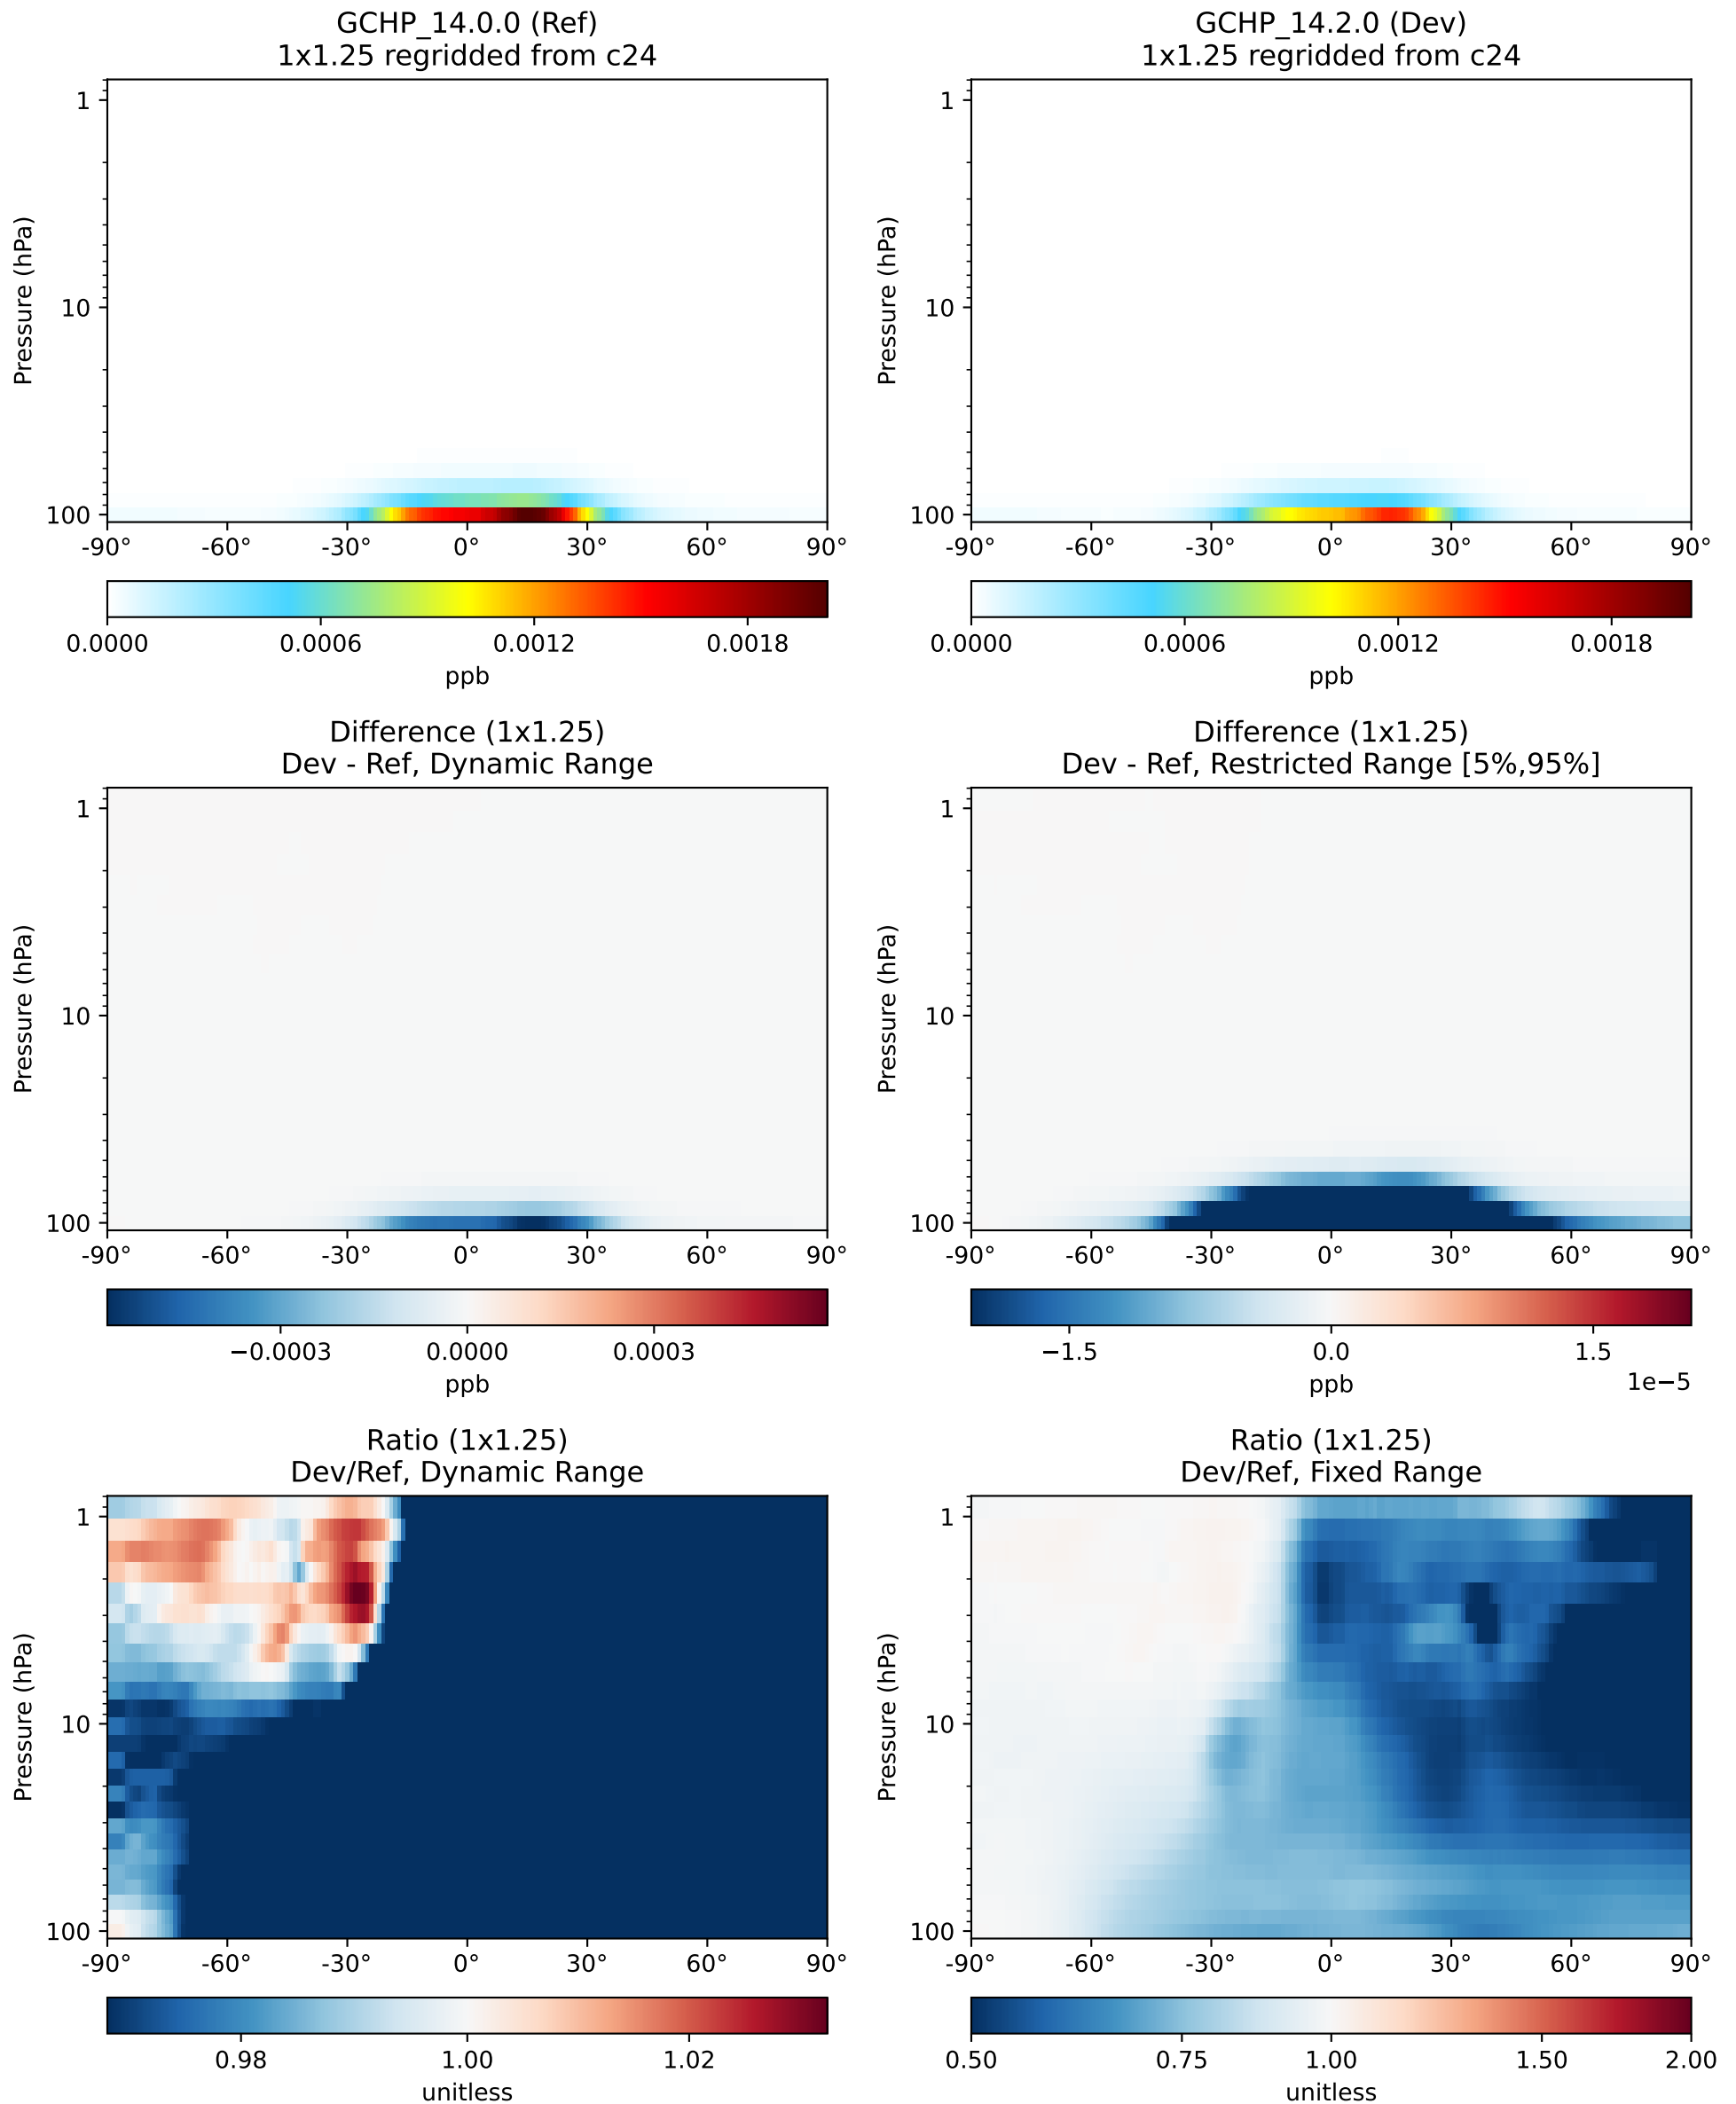 GCHP_14.0.0 (Ref)
1x1.25 regridded from c24
Pressure (hPa)
1
10
100
-90° -60° -30° 0° 30° 60° 90°
0.0000 0.0006 0.0012 0.0018
ppb
GCHP_14.2.0 (Dev)
1x1.25 regridded from c24
Pressure (hPa)
1
10
100
-90° -60° -30° 0° 30° 60° 90°
0.0000 0.0006 0.0012 0.0018
ppb
Difference (1x1.25)
Dev - Ref, Dynamic Range
Pressure (hPa)
1
10
100
-90° -60° -30° 0° 30° 60° 90°
−0.0003 0.0000 0.0003
ppb
Difference (1x1.25)
Dev - Ref, Restricted Range [5%,95%]
Pressure (hPa)
1
10
100
-90° -60° -30° 0° 30° 60° 90°
−1.5 0.0 1.5
1e−5
ppb
Ratio (1x1.25)
Dev/Ref, Dynamic Range
Pressure (hPa)
1
10
100
-90° -60° -30° 0° 30° 60° 90°
0.98 1.00 1.02
unitless
Ratio (1x1.25)
Dev/Ref, Fixed Range
Pressure (hPa)
1
10
100
-90° -60° -30° 0° 30° 60° 90°
0.50 0.75 1.00 1.50 2.00
unitless